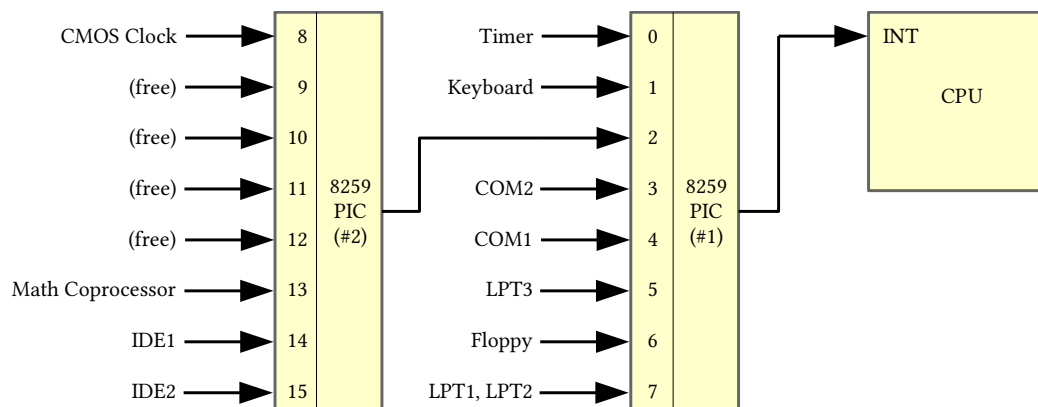 CMOS Clock 8
(free) 9
(free) 10
(free) 11
(free) 12
Math Coprocessor 13
IDE1 14
IDE2 15
8259
PIC
(#2)
Timer 0
Keyboard 1
2
COM2 3
COM1 4
LPT3 5
Floppy 6
LPT1, LPT2 7
8259
PIC
(#1)
INT
CPU